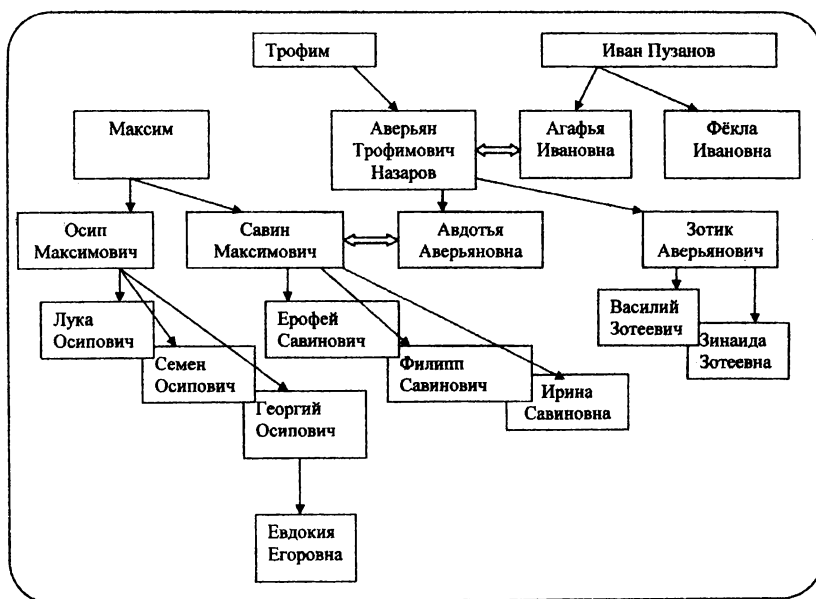 Трофим
Иван Пузанов
Максим
Аверьян
Трофимович
Назаров
Агафья
Ивановна
Фёкла
Ивановна
Осип
Максимович
Савин
Максимович
Авдотья
Аверьяновна
Зотик
Аверьянович
Лука
Осипович
Семен
Осипович
Георгий
Осипович
Ерофей
Савинович
Филипп
Савинович
Ирина
Савиновна
Василий
Зотеевич
Зинаида
Зотеевна
Евдокия
Егоровна